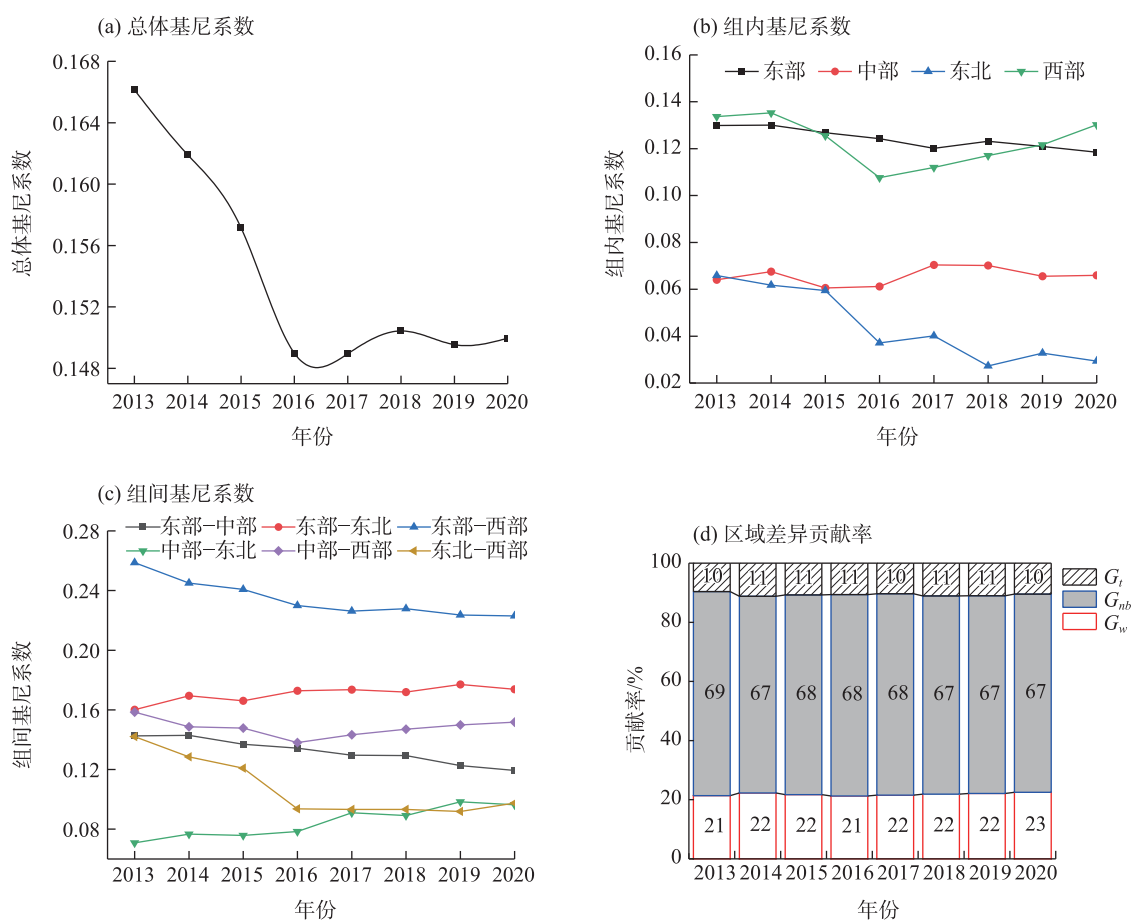 (a) 总体基尼系数
总体基尼系数
0.168
0.164
0.160
0.156
0.152
0.148
2013 2014 2015 2016 2017 2018 2019 2020
年份
(b) 组内基尼系数
组内基尼系数
东部 中部 东北 西部
0.16
0.14
0.12
0.10
0.08
0.06
0.04
0.02
2013 2014 2015 2016 2017 2018 2019 2020
年份
(c) 组间基尼系数
组间基尼系数
东部−中部 东部−东北 东部−西部
中部−东北 中部−西部 东北−西部
0.28
0.24
0.20
0.16
0.12
0.08
2013 2014 2015 2016 2017 2018 2019 2020
年份
(d) 区域差异贡献率
贡献率/%
100
80
60
40
20
0
10 11 11 11 10 11 11 10
69 67 68 68 68 67 67 67
21 22 22 21 22 22 22 23
Gt
Gnb
Gw
2013 2014 2015 2016 2017 2018 2019 2020
年份